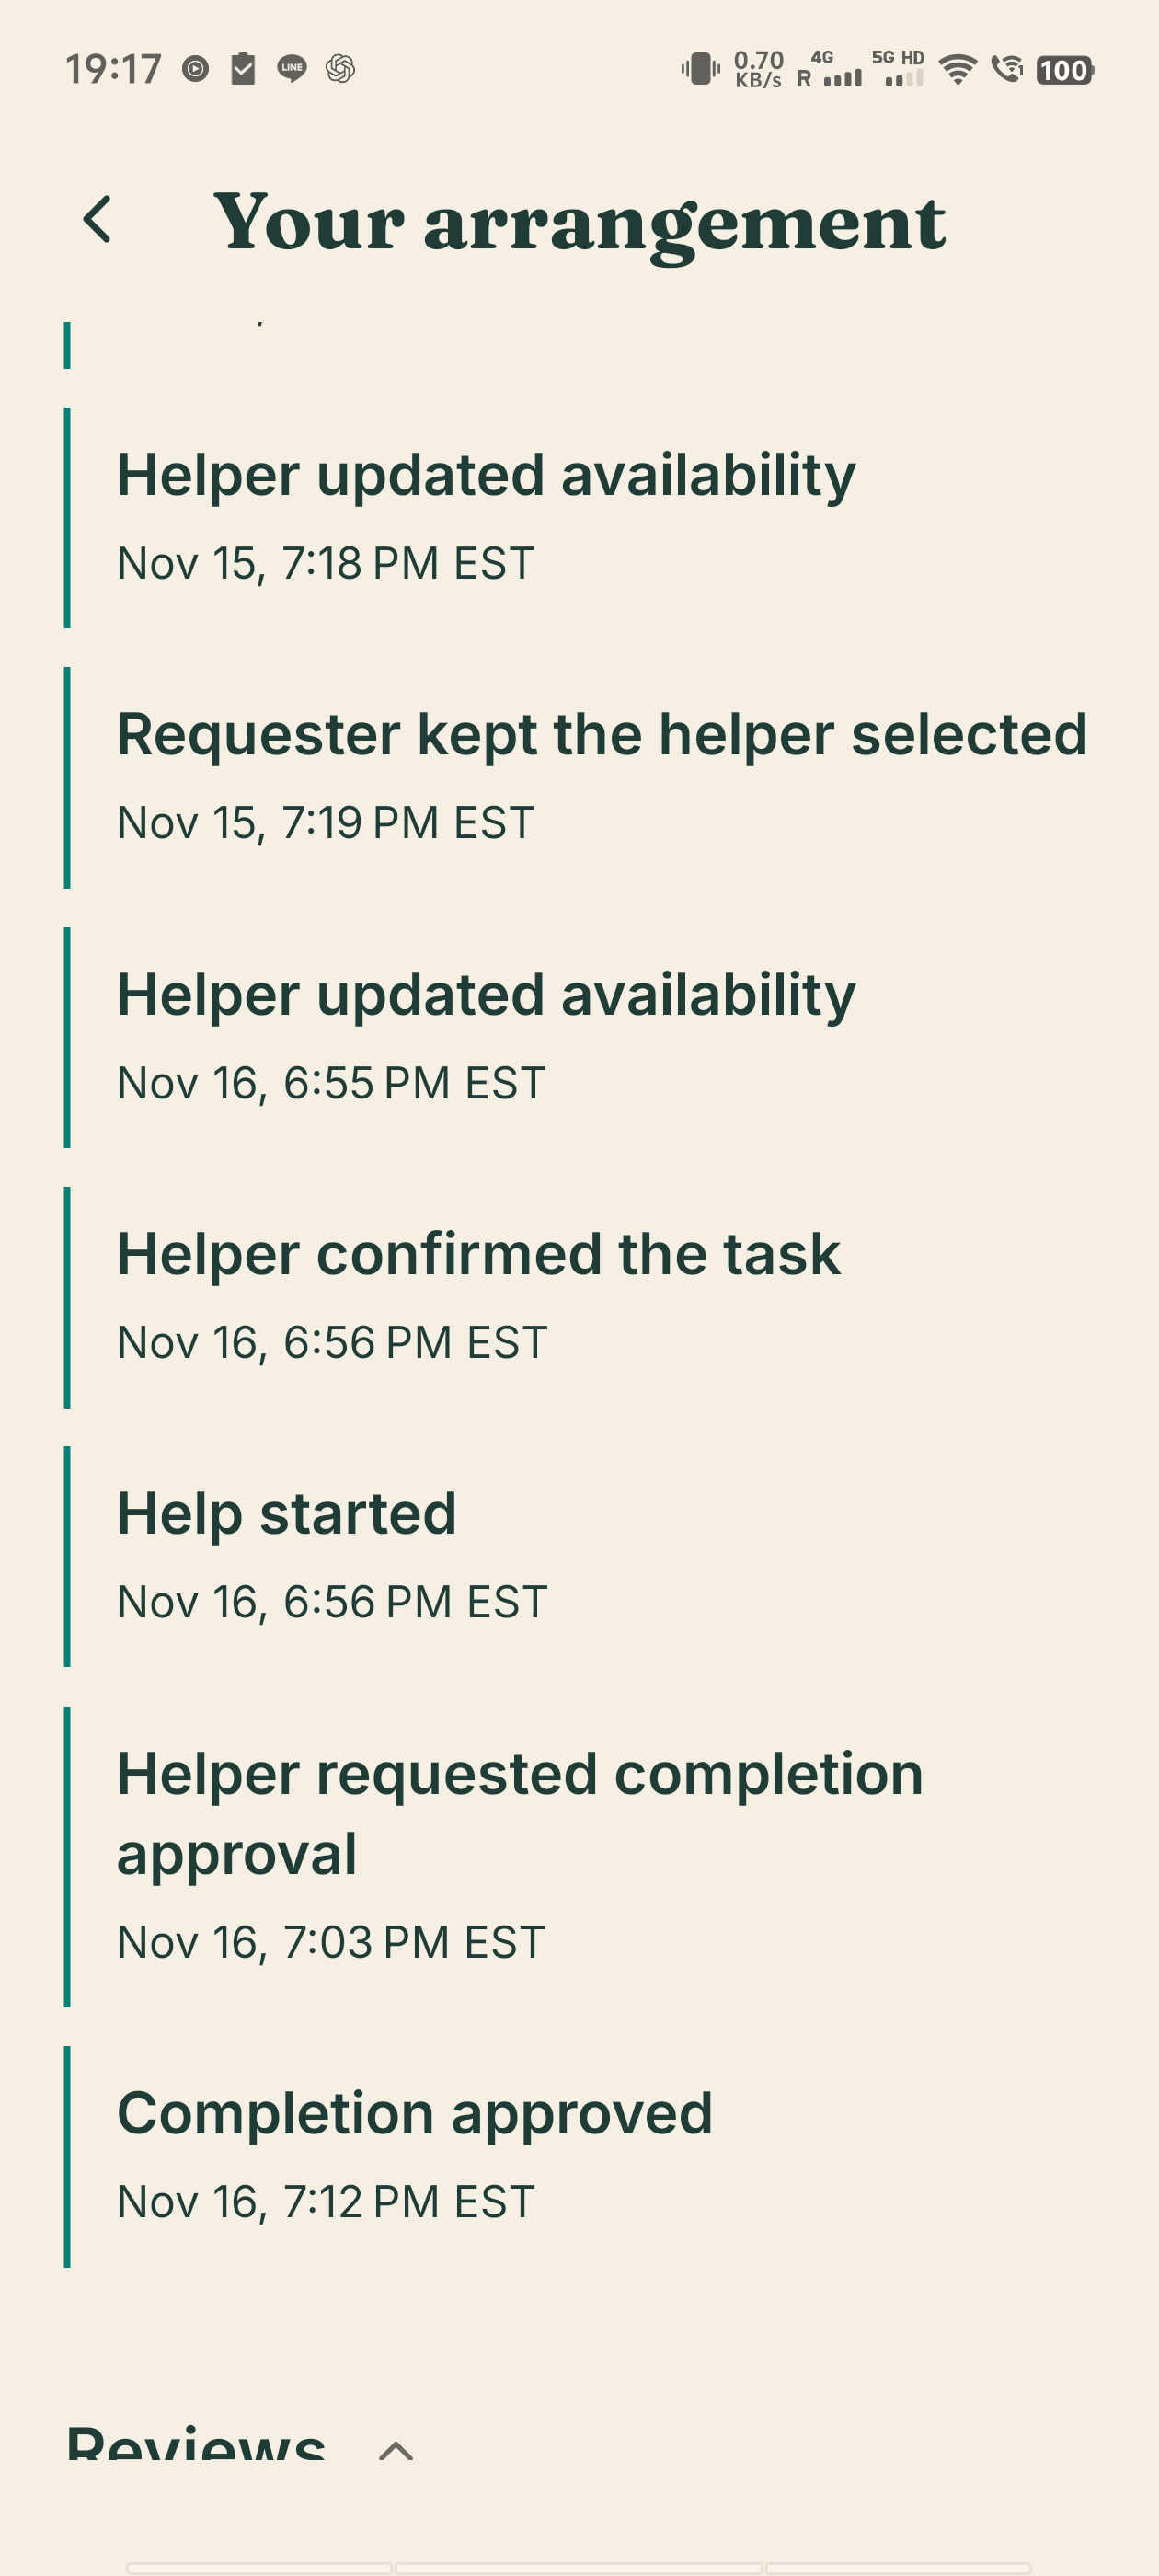 19:17
LINE
0.70
KB/s
R
4G
5G HD
100
Your arrangement
Helper updated availability
Nov 15, 7:18 PM EST
Requester kept the helper selected
Nov 15, 7:19 PM EST
Helper updated availability
Nov 16, 6:55 PM EST
Helper confirmed the task
Nov 16, 6:56 PM EST
Help started
Nov 16, 6:56 PM EST
Helper requested completion
approval
Nov 16, 7:03 PM EST
Completion approved
Nov 16, 7:12 PM EST
Reviews